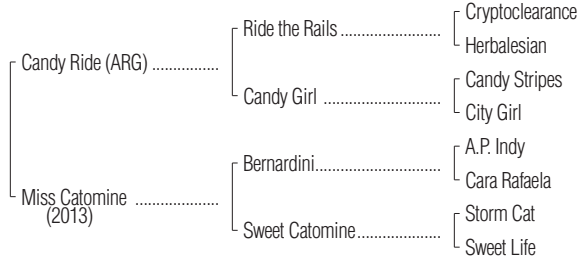 Cryptoclearance
Ride the Rails ........................
Herbalesian
Candy Ride (ARG) ................
Candy Stripes
Candy Girl ............................
City Girl
A.P. Indy
Bernardini..............................
Cara Rafaela
Miss Catomine ....................
(2013)
Storm Cat
Sweet Catomine....................
Sweet Life